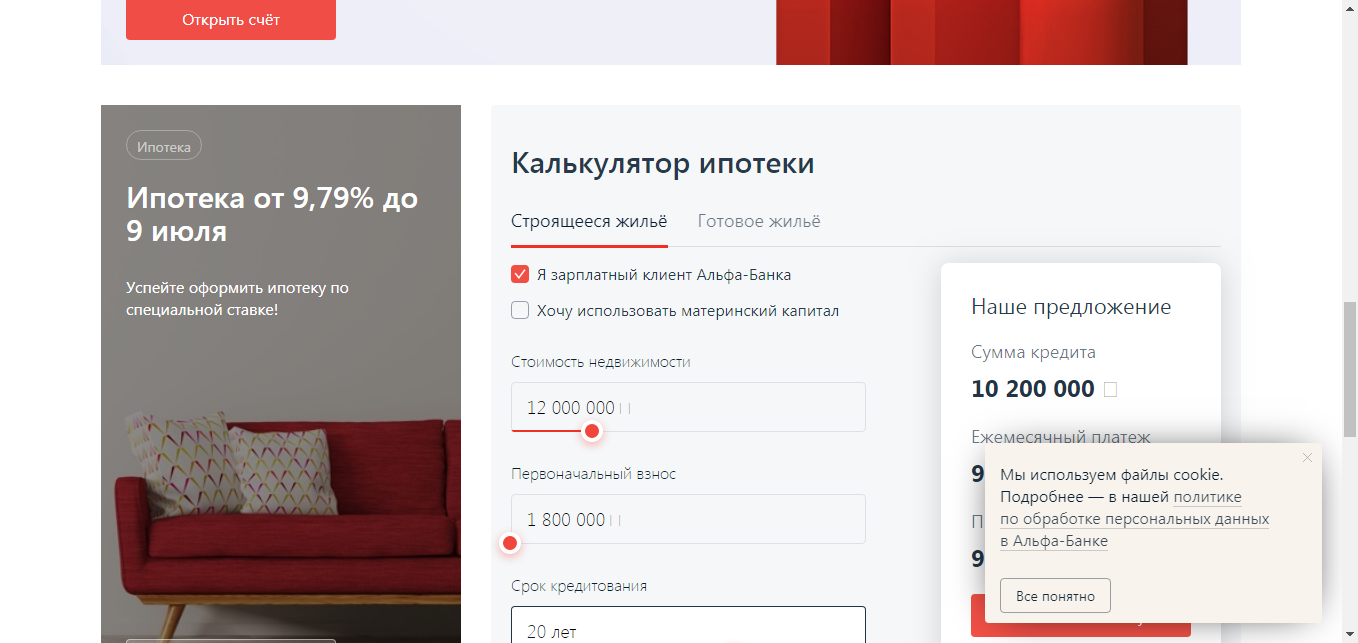 Открыть счёт
Ипотека
Ипотека от 9,79% до
9 июля
Успейте оформить ипотеку по
специальной ставке!
Калькулятор ипотеки
Строящееся жильё
Готовое жильё
Я зарплатный клиент Альфа-Банка
Хочу использовать материнский капитал
Стоимость недвижимости
12 000 000
Первоначальный взнос
1 800 000
Срок кредитования
20 лет
Наше предложение
Сумма кредита
10 200 000
Ежемесячный платеж
9
П
9
Мы используем файлы cookie.
Подробнее — в нашей политике
по обработке персональных данных
в Альфа-Банке
Все понятно